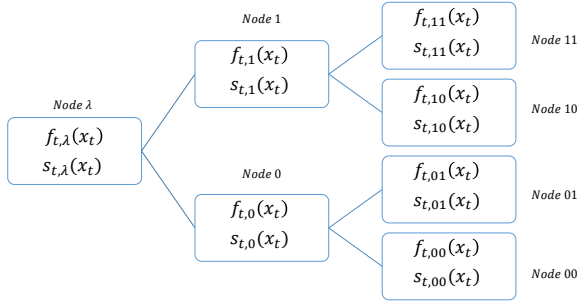 Node λ
f_{t,λ}(x_t)
s_{t,λ}(x_t)
Node 1
f_{t,1}(x_t)
s_{t,1}(x_t)
Node 0
f_{t,0}(x_t)
s_{t,0}(x_t)
f_{t,11}(x_t)
s_{t,11}(x_t)
Node 11
f_{t,10}(x_t)
s_{t,10}(x_t)
Node 10
f_{t,01}(x_t)
s_{t,01}(x_t)
Node 01
f_{t,00}(x_t)
s_{t,00}(x_t)
Node 00